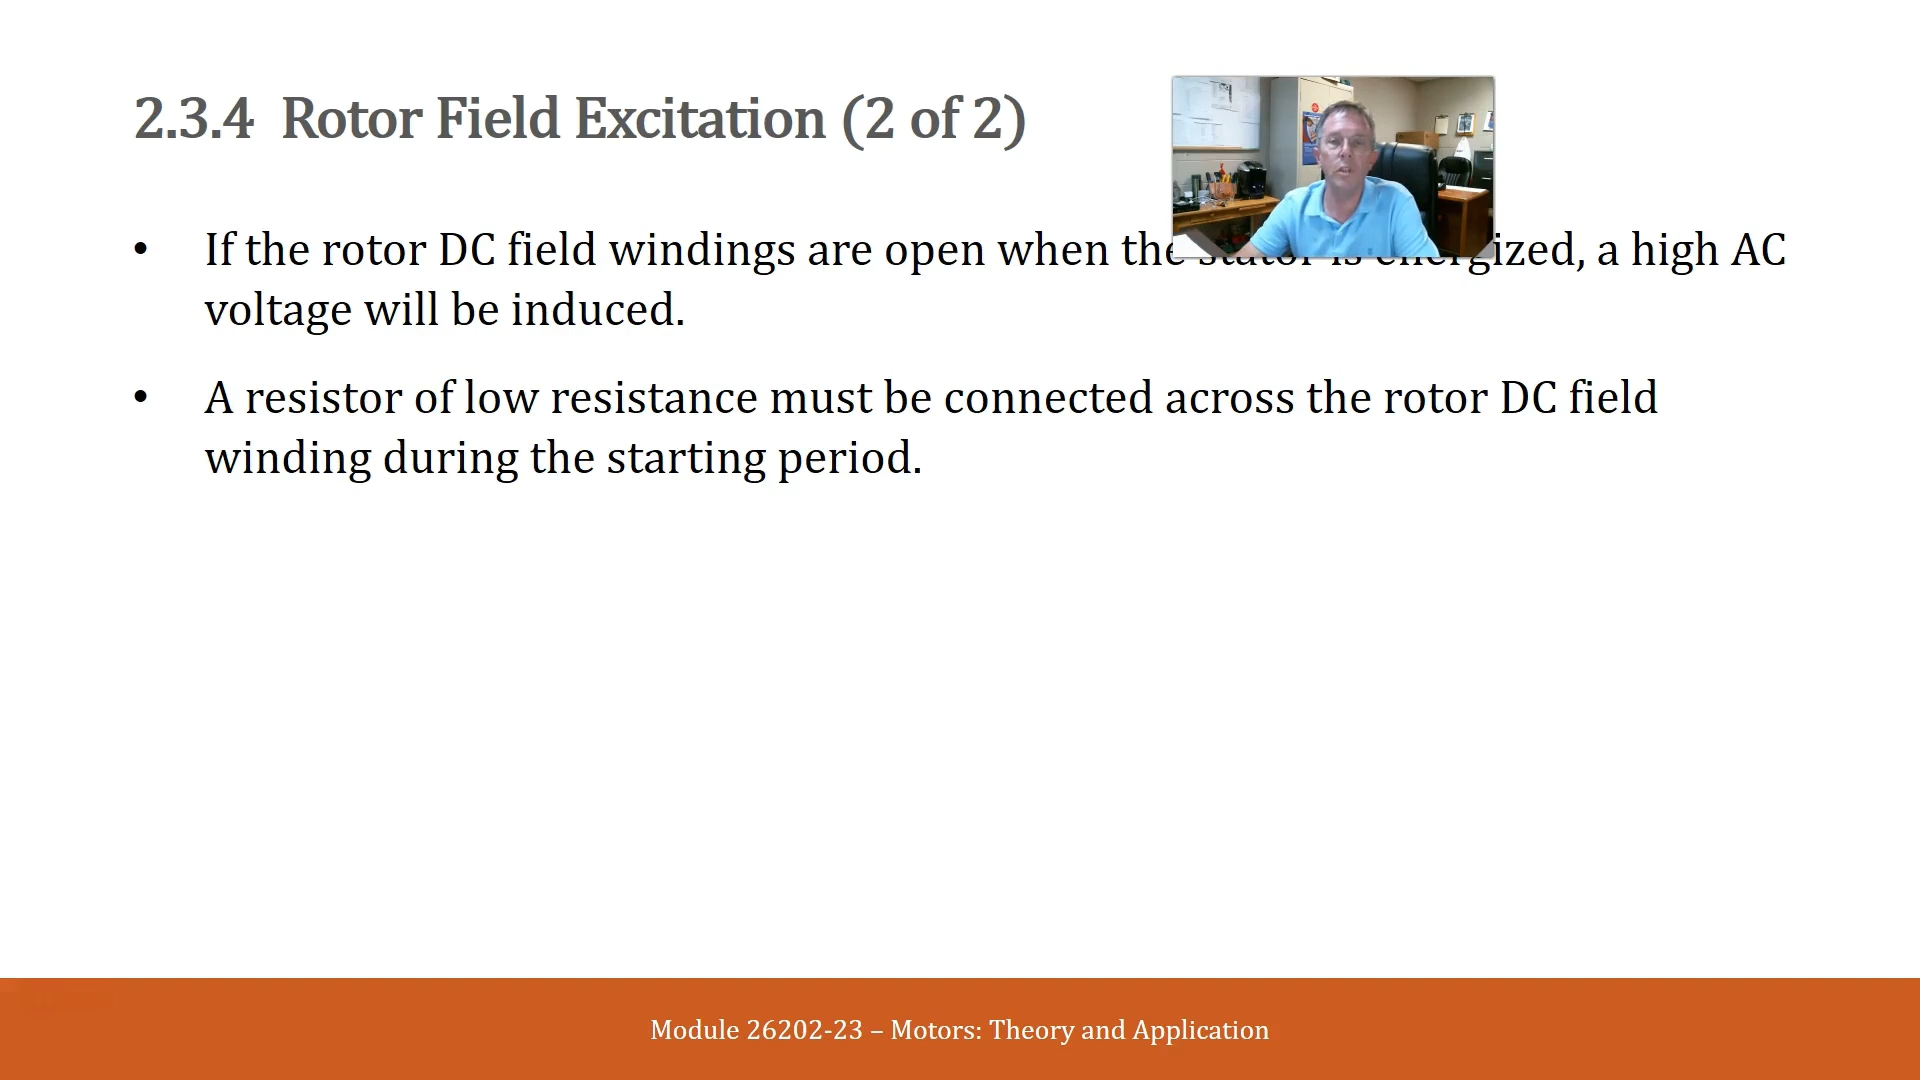 2.3.4 Rotor Field Excitation (2 of 2)
• If the rotor DC field windings are open when the stator is energized, a high AC
voltage will be induced.
• A resistor of low resistance must be connected across the rotor DC field
winding during the starting period.
Module 26202-23 – Motors: Theory and Application